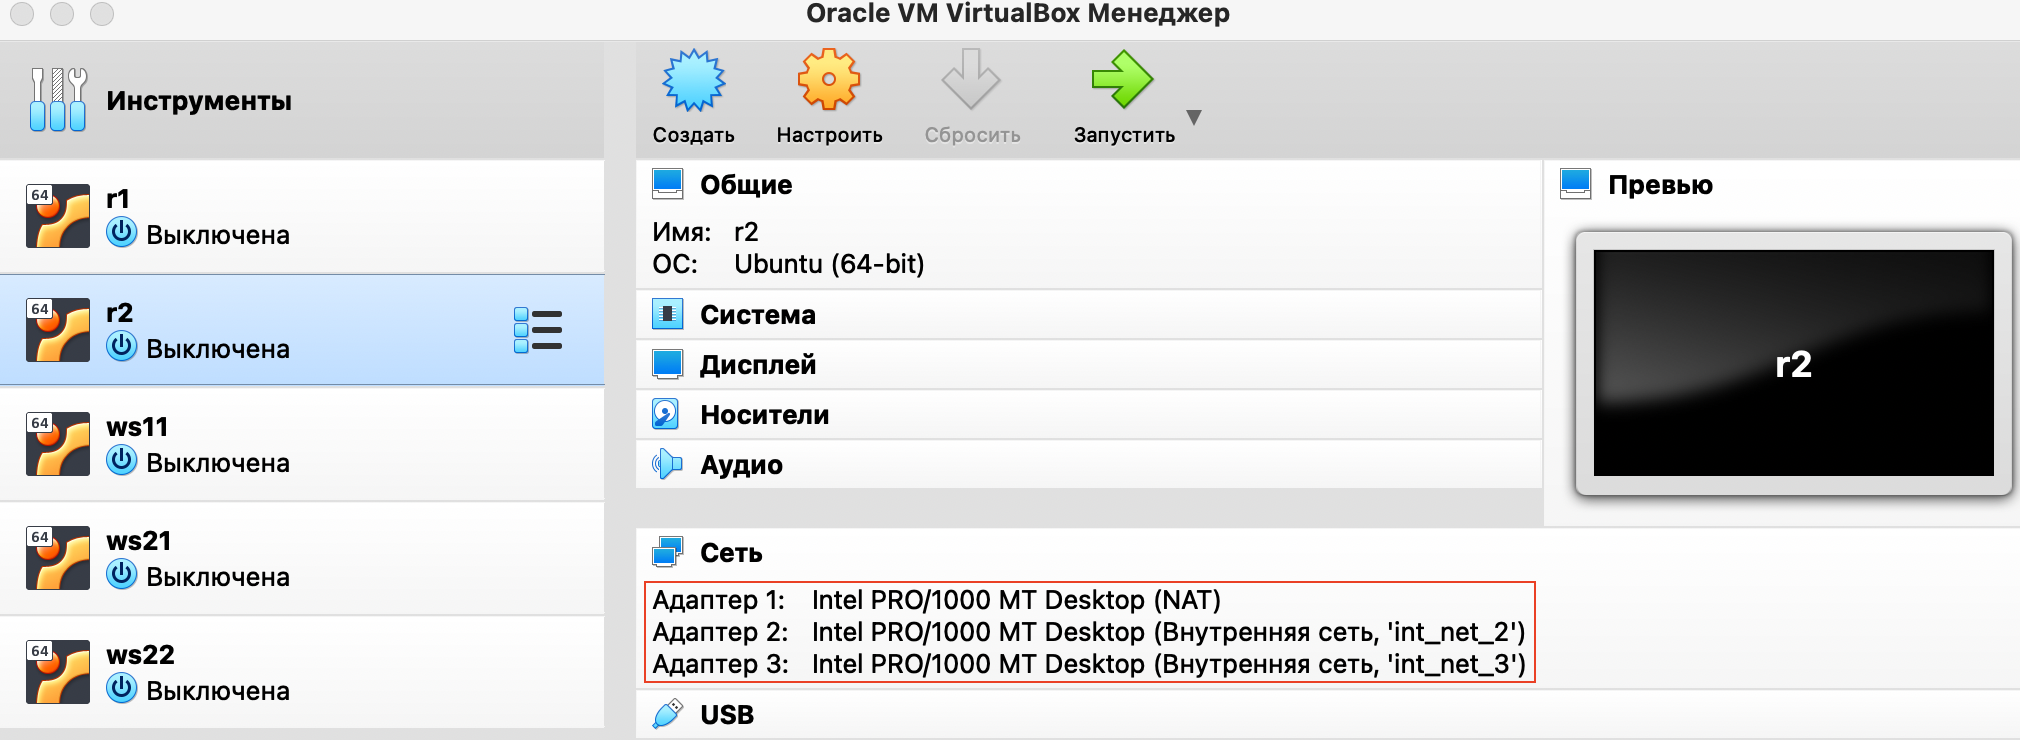 Oracle VM VirtualBox Менеджер
Инструменты
Создать
Настроить
Сбросить
Запустить
64
r1
Выключена
64
r2
Выключена
64
ws11
Выключена
64
ws21
Выключена
64
ws22
Выключена
Общие
Имя: r2
ОС: Ubuntu (64-bit)
Система
Дисплей
Носители
Аудио
Превью
r2
Сеть
Адаптер 1: Intel PRO/1000 MT Desktop (NAT)
Адаптер 2: Intel PRO/1000 MT Desktop (Внутренняя сеть, 'int_net_2')
Адаптер 3: Intel PRO/1000 MT Desktop (Внутренняя сеть, 'int_net_3')
USB